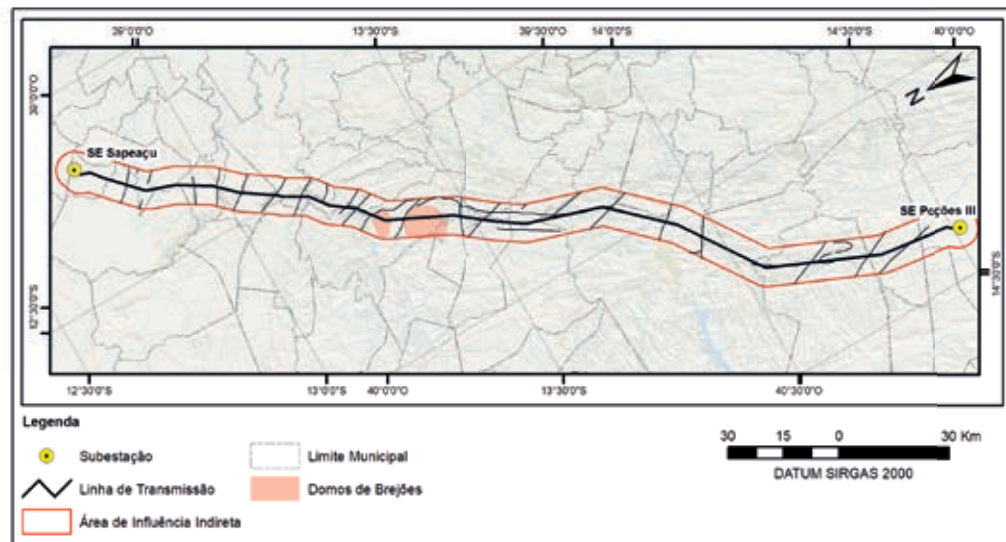 39°0'0"O 13°30'0"S 39°30'0"O 14°0'0"S 14°30'0"S 40°0'0"O
39°0'0"O
N
SE Sapeaçu
SE Poções III
12°30'0"S
14°30'0"S
12°30'0"S 13°0'0"S 40°0'0"O 13°30'0"S 40°30'0"O
Legenda
Subestação
Limite Municipal
Linha de Transmissão
Domos de Brejões
Área de Influência Indireta
30 15 0 30 Km
DATUM SIRGAS 2000